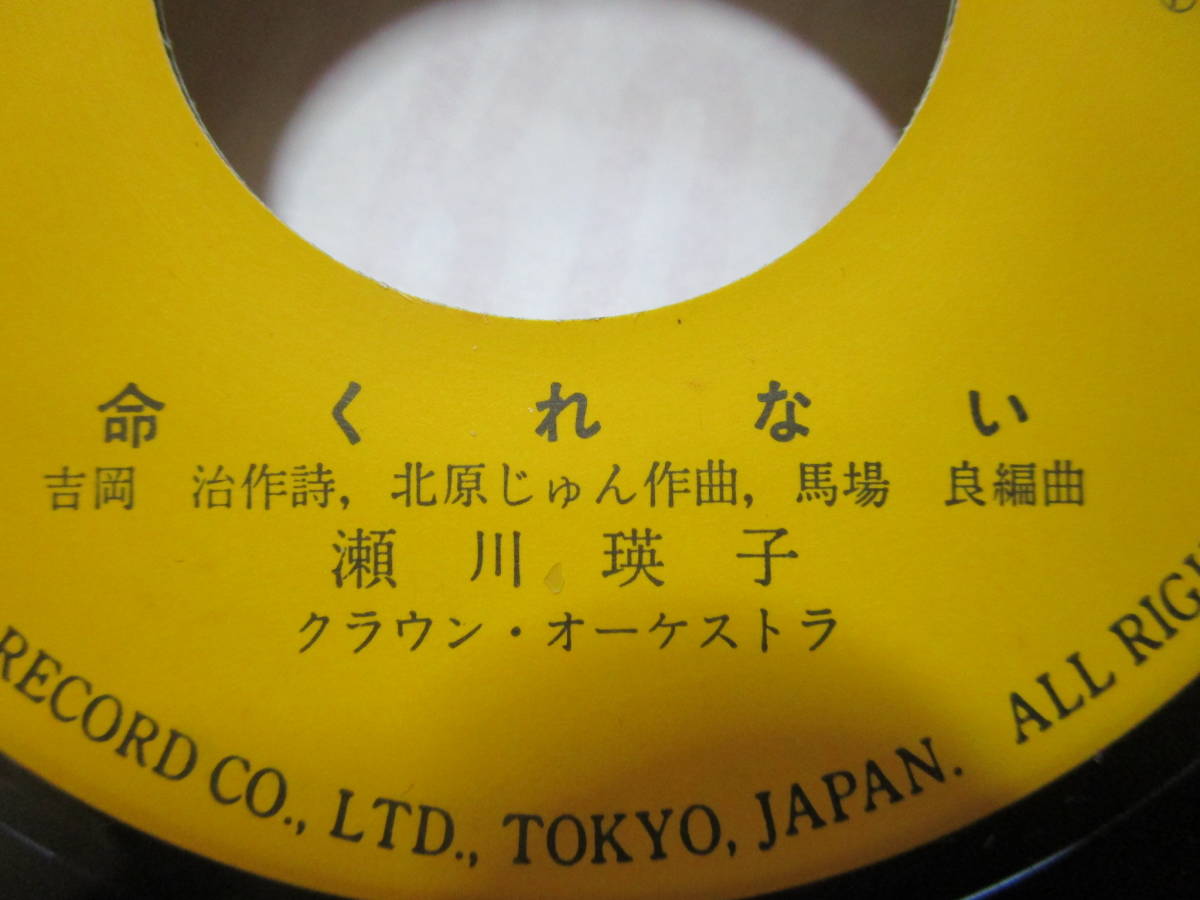 Ⓟ
命くれない
吉岡　治作詩, 北原じゅん作曲, 馬場　良編曲
瀬川瑛子
クラウン・オーケストラ
RECORD CO., LTD., TOKYO, JAPAN. ALL